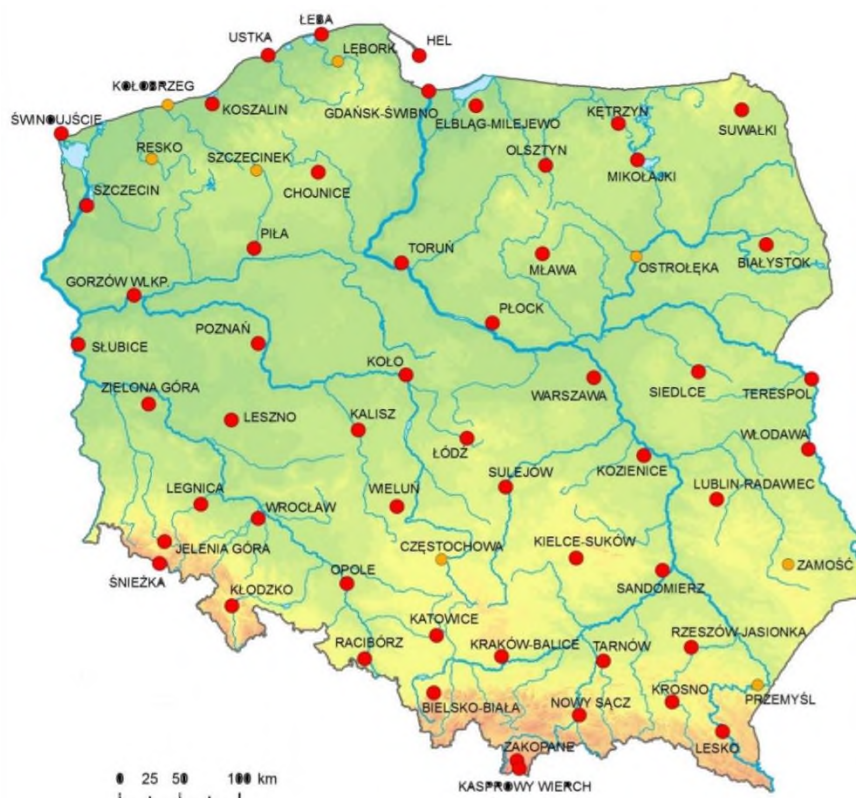 ŁEBA
USTKA
LĘBORK
HEL
KOŁOBRZEG
KOSZALIN
GDAŃSK-ŚWIBNO
ELBLĄG-MILEJEWO
KĘTRZYN
SUWAŁKI
ŚWINOUJŚCIE
RESKO
SZCZECINEK
CHOJNICE
OLSZTYN
MIKOŁAJKI
SZCZECIN
PIŁA
TORUŃ
MŁAWA
OSTROŁĘKA
BIAŁYSTOK
GORZÓW WLKP.
PŁOCK
SŁUBICE
POZNAŃ
KOŁO
WARSZAWA
SIEDLCE
TERESPOL
ZIELONA GÓRA
LESZNO
KALISZ
ŁÓDŹ
KOZIENICE
WŁODAWA
SULEJÓW
LEGNICA
WROCŁAW
WIELUŃ
LUBLIN-RADAWIEC
JELENIA GÓRA
CZĘSTOCHOWA
KIELCE-SUKÓW
ZAMOŚĆ
ŚNIEŻKA
KŁODZKO
OPOLE
SANDOMIERZ
RACIBÓRZ
KATOWICE
KRAKÓW-BALICE
TARNÓW
RZESZÓW-JASIONKA
BIELSKO-BIAŁA
NOWY SĄCZ
KROSNO
PRZEMYŚL
LESKO
ZAKOPANE
KASPROWY WIERCH
0 25 50 100 km